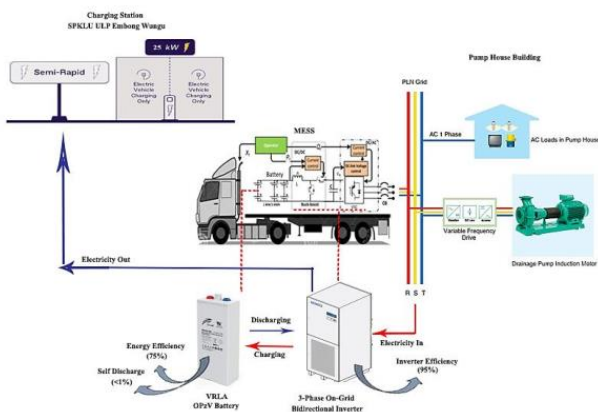 Charging Station
SPKLU ULP Embong Wungu
25 kW
Semi-Rapid
Electric
Vehicle
Charging
Only
Electric
Vehicle
Charging
Only
Pump House Building
PLN Grid
AC 1 Phase
AC Loads in Pump House
MESS
Battery
Variable Frequency
Drive
Drainage Pump Induction Motor
R S T
Electricity Out
Electricity In
Discharging
Charging
Energy Efficiency
(75%)
Self Discharge
(<1%)
Inverter Efficiency
(95%)
VRLA
OPzV Battery
3-Phase On-Grid
Bidirectional Inverter